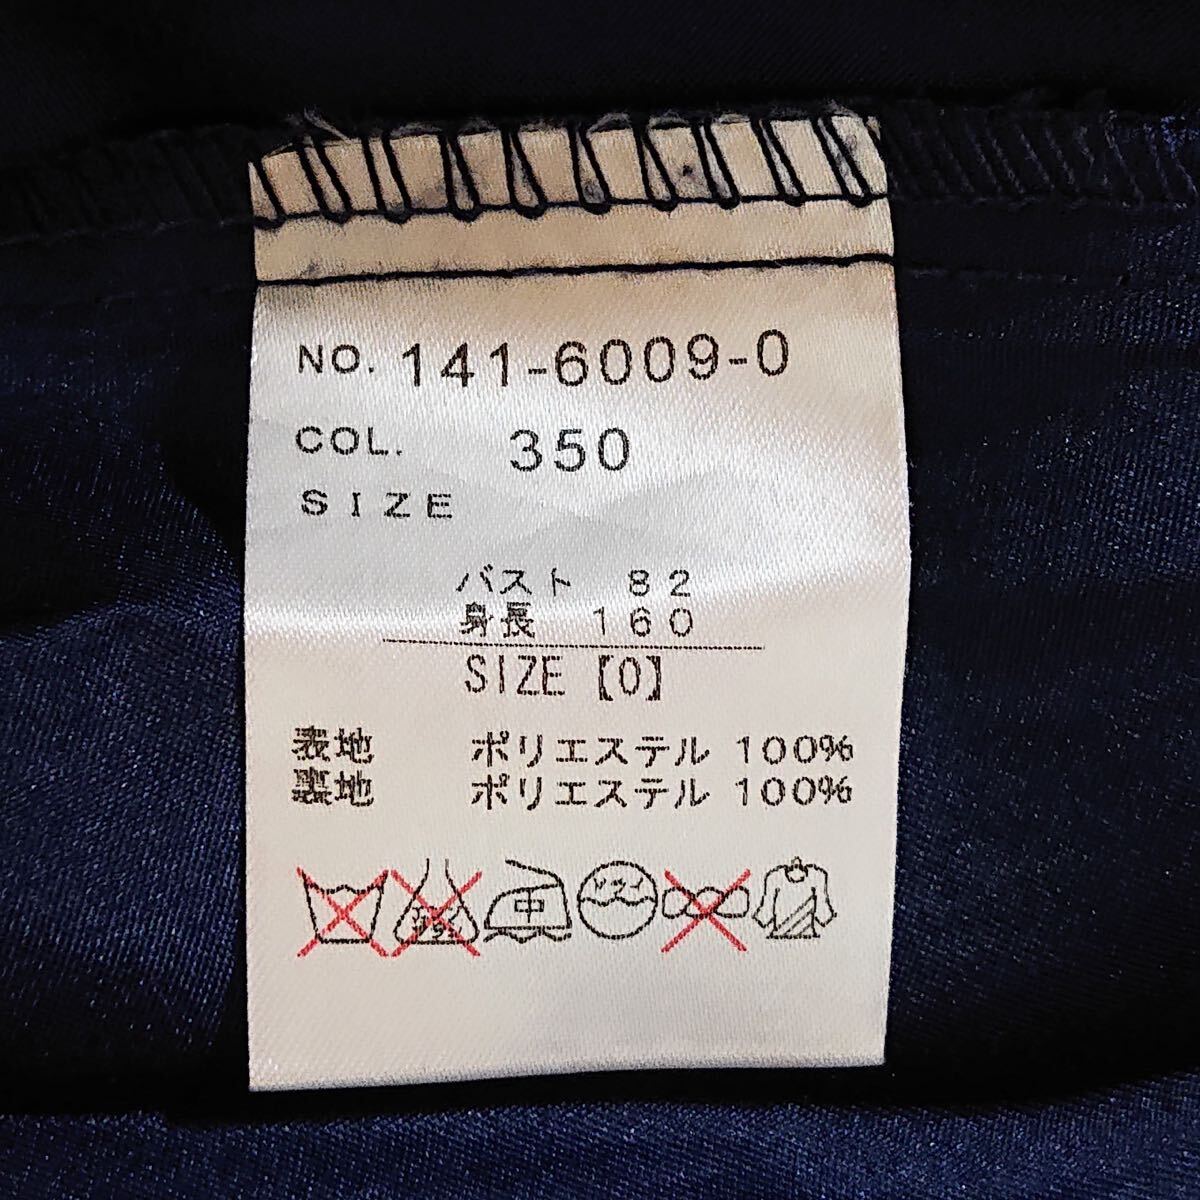 NO. 141-6009-0
COL. 350
SIZE
バスト 82
身長 160
SIZE【0】
表地 ポリエステル 100%
裏地 ポリエステル 100%
中 ドライ